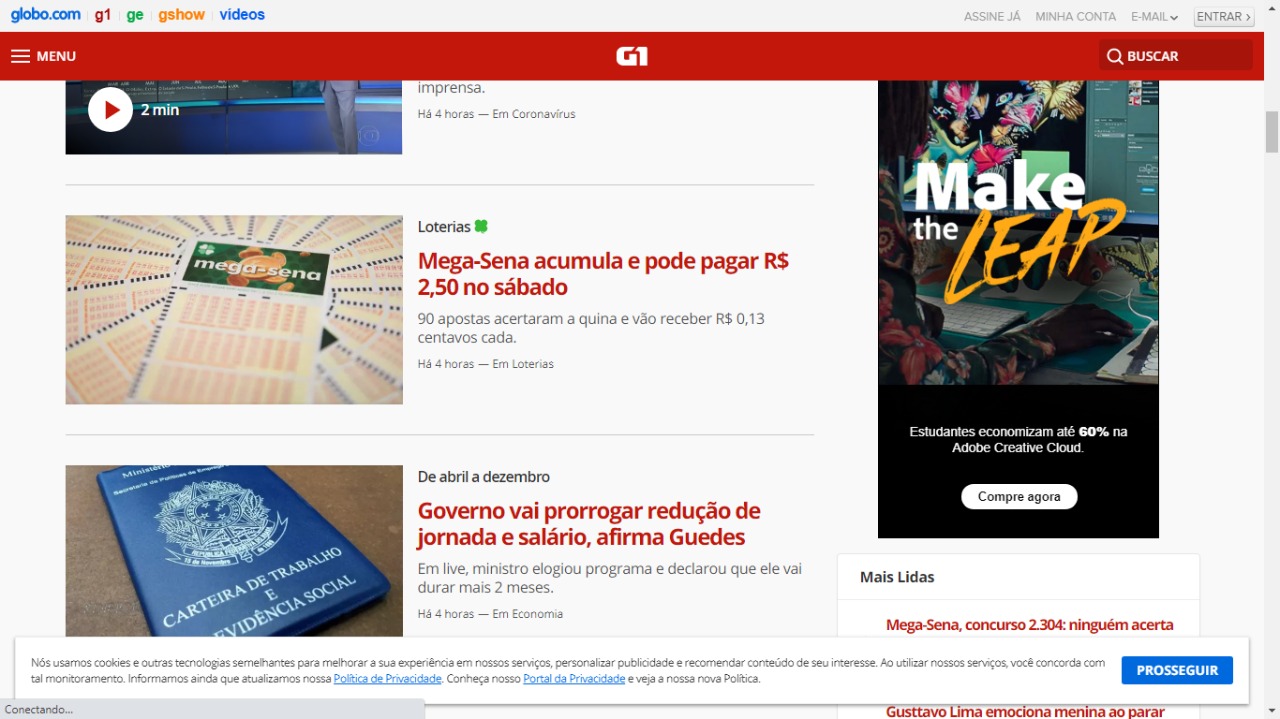 globo.com g1 ge gshow vídeos ASSINE JÁ MINHA CONTA E-MAIL ENTRAR
MENU G1 BUSCAR
2 min
imprensa.
Há 4 horas — Em Coronavírus
Loterias
Mega-Sena acumula e pode pagar R$
2,50 no sábado
90 apostas acertaram a quina e vão receber R$ 0,13
centavos cada.
Há 4 horas — Em Loterias
mega-sena
De abril a dezembro
Governo vai prorrogar redução de
jornada e salário, afirma Guedes
Em live, ministro elogiou programa e declarou que ele vai
durar mais 2 meses.
Há 4 horas — Em Economia
CARTEIRA DE TRABALHO
E
EVIDÊNCIA SOCIAL
Make
the LEAP
Estudantes economizam até 60% na
Adobe Creative Cloud.
Compre agora
Mais Lidas
Mega-Sena, concurso 2.304: ninguém acerta
Nós usamos cookies e outras tecnologias semelhantes para melhorar a sua experiência em nossos serviços, personalizar publicidade e recomendar conteúdo de seu interesse. Ao utilizar nossos serviços, você concorda com
tal monitoramento. Informamos ainda que atualizamos nossa Política de Privacidade. Conheça nosso Portal da Privacidade e veja a nossa nova Política.
PROSSEGUIR
Conectando...
Gusttavo Lima emociona menina ao parar